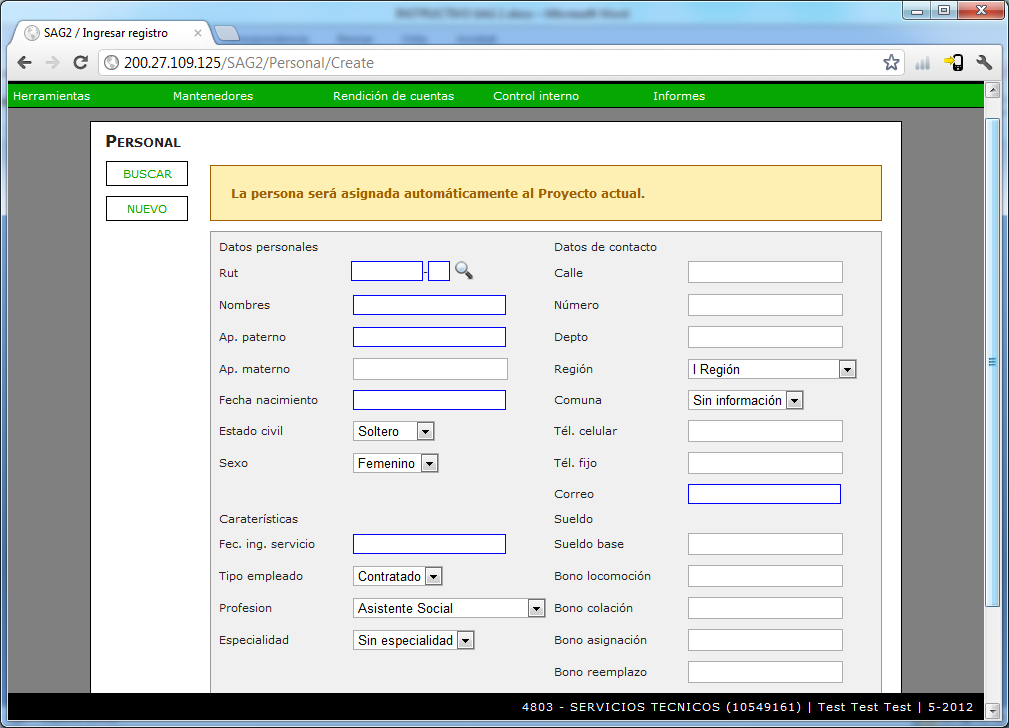 SAG2 / Ingresar registro
200.27.109.125/SAG2/Personal/Create
Herramientas Mantenedores Rendición de cuentas Control interno Informes
PERSONAL
BUSCAR
NUEVO
La persona será asignada automáticamente al Proyecto actual.
Datos personales Datos de contacto
Rut - Calle
Nombres Número
Ap. paterno Depto
Ap. materno Región I Región
Fecha nacimiento Comuna Sin información
Estado civil Soltero Tél. celular
Sexo Femenino Tél. fijo
Correo
Caraterísticas Sueldo
Fec. ing. servicio Sueldo base
Tipo empleado Contratado Bono locomoción
Profesion Asistente Social Bono colación
Especialidad Sin especialidad Bono asignación
Bono reemplazo
4803 - SERVICIOS TECNICOS (10549161) | Test Test Test | 5-2012